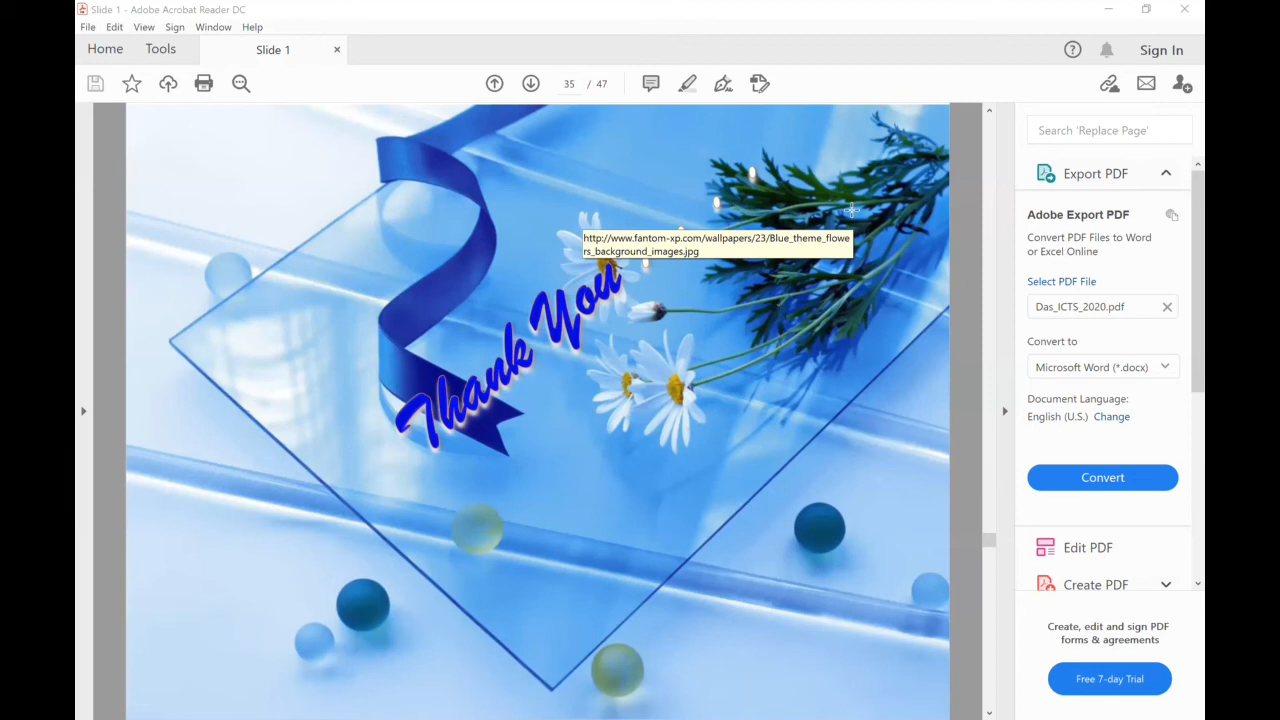 Slide 1 - Adobe Acrobat Reader DC
File Edit View Sign Window Help
Home Tools Slide 1 × Sign In
35 / 47
Search 'Replace Page'
Export PDF
Adobe Export PDF
Convert PDF Files to Word
or Excel Online
Select PDF File
Das_ICTS_2020.pdf
Convert to
Microsoft Word (*.docx)
Document Language:
English (U.S.) Change
Convert
Edit PDF
Create PDF
Create, edit and sign PDF
forms & agreements
Free 7-day Trial
http://www.fantom-xp.com/wallpapers/23/Blue_theme_flowe
rs_background_images.jpg
Thank You